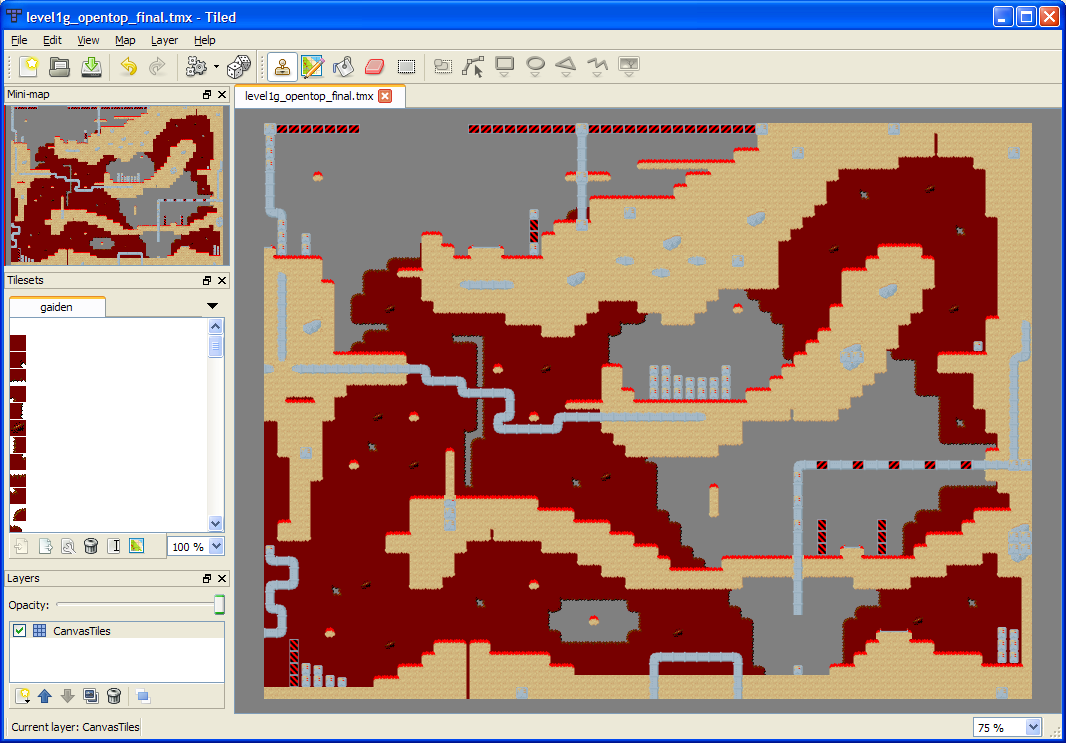 level1g_opentop_final.tmx - Tiled
File Edit View Map Layer Help
Mini-map
level1g_opentop_final.tmx
Tilesets
gaiden
100 %
Layers
Opacity:
CanvasTiles
Current layer: CanvasTiles
75 %